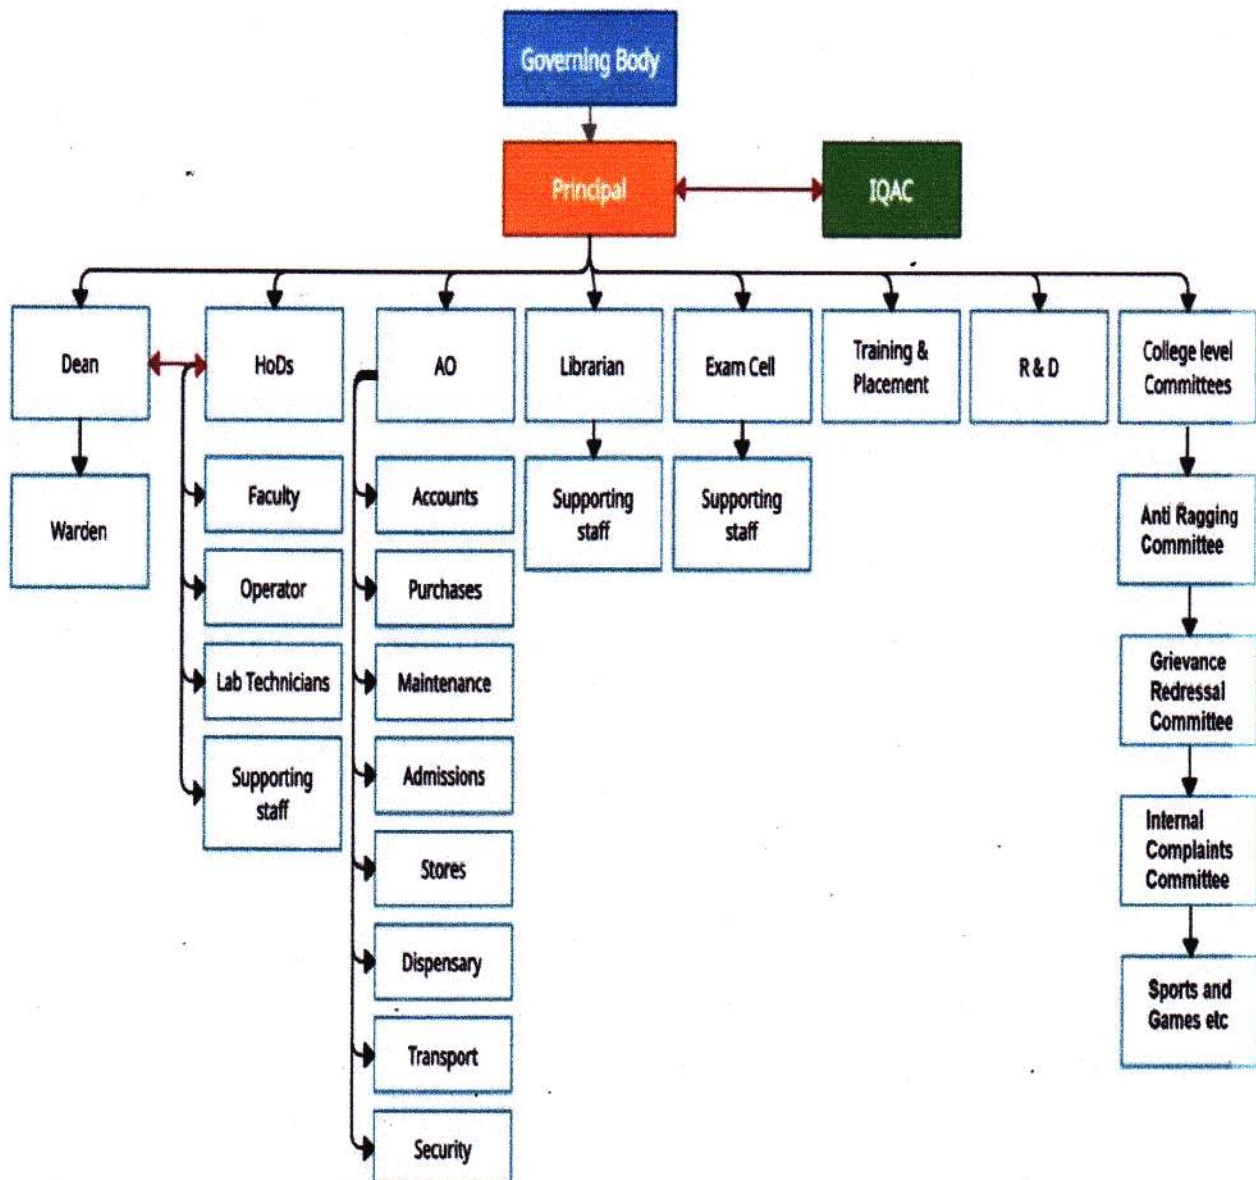 Governing Body
Principal
IQAC
Dean
HoDs
AO
Librarian
Exam Cell
Training &
Placement
R & D
College level
Committees
Warden
Faculty
Operator
Lab Technicians
Supporting
staff
Accounts
Purchases
Maintenance
Admissions
Stores
Dispensary
Transport
Security
Supporting
staff
Supporting
staff
Anti Ragging
Committee
Grievance
Redressal
Committee
Internal
Complaints
Committee
Sports and
Games etc